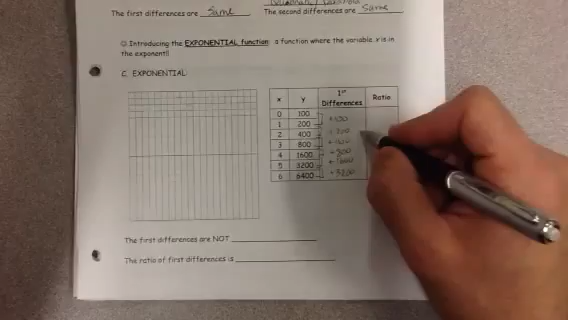 The first differences are Same
The second differences are Same
Introducing the EXPONENTIAL function: a function where the variable x is in
the exponent!!
C. EXPONENTIAL
x y 1st Differences Ratio
0 100
+100
1 200
+200
2 400
3 800
+800
4 1600
+1600
5 3200
+3200
6 6400
The first differences are NOT
The ratio of first differences is